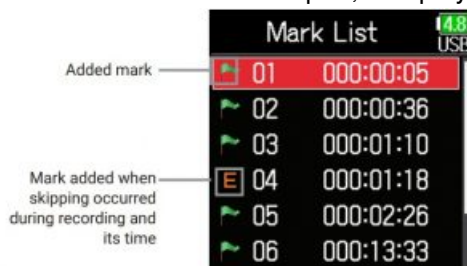 Mark List
4.8
USB
Added mark
01 000:00:05
02 000:00:36
03 000:01:10
Mark added when
skipping occurred
during recording and
its time
E 04 000:01:18
05 000:02:26
06 000:13:33